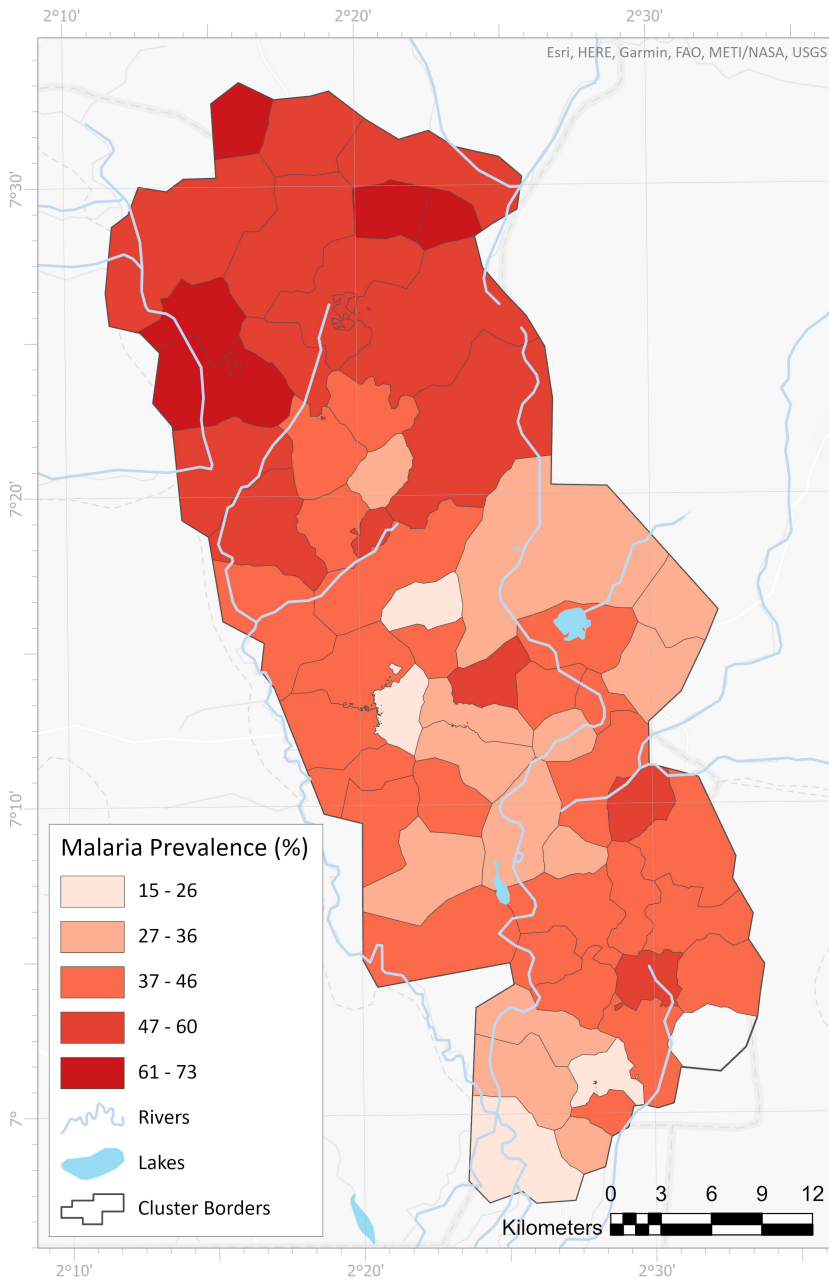 2°10' 2°20' 2°30'
Esri, HERE, Garmin, FAO, METI/NASA, USGS
7°30'
7°20'
7°10'
7°
Malaria Prevalence (%)
15 - 26
27 - 36
37 - 46
47 - 60
61 - 73
Rivers
Lakes
Cluster Borders
0 3 6 9 12
Kilometers
2°10' 2°20' 2°30'